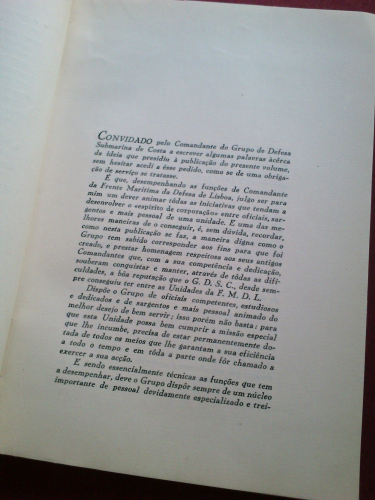 CONVIDADO pelo Comandante do Grupo de Defesa
Submarina de Costa a escrever algumas palavras àcêrca
da ideia que presidiu à publicação do presente volume,
sem hesitar acedi a êsse pedido, como se de uma obriga-
ção de serviço se tratasse.
É que, desempenhando as funções de Comandante
da Frente Marítima da Defesa de Lisboa, julgo ser para
mim um dever animar tôdas as iniciativas que tendam a
desenvolver o «espírito de corporação» entre oficiais, sar-
gentos e mais pessoal de uma unidade. E uma das me-
lhores maneiras de o conseguir, é, sem dúvida, recordar,
como nesta publicação se faz, a maneira digna como o
Grupo tem sabido corresponder aos fins para que foi
creado, e prestar homenagem respeitosa aos seus antigos
Comandantes que, com a sua competência e dedicação,
souberam conquistar e manter, através de tôdas as difi-
culdades, a bôa reputação que o G. D. S. C., desde sem-
pre conseguiu ter entre as Unidades da F. M. D. L.
Dispõe o Grupo de oficiais competentes, estudiosos
e dedicados e de sargentos e mais pessoal animado do
melhor desejo de bem servir; isso porém não basta: para
que esta Unidade possa bem cumprir a missão especial
que lhe incumbe, precisa de estar permanentemente do-
tada de todos os meios que lhe garantam a sua eficiência
a todo o tempo e em tôda a parte onde fôr chamado a
exercer a sua acção.
E sendo essencialmente técnicas as funções que tem
a desempenhar, deve o Grupo dispôr sempre de um núcleo
importante de pessoal devidamente especializado e trei-